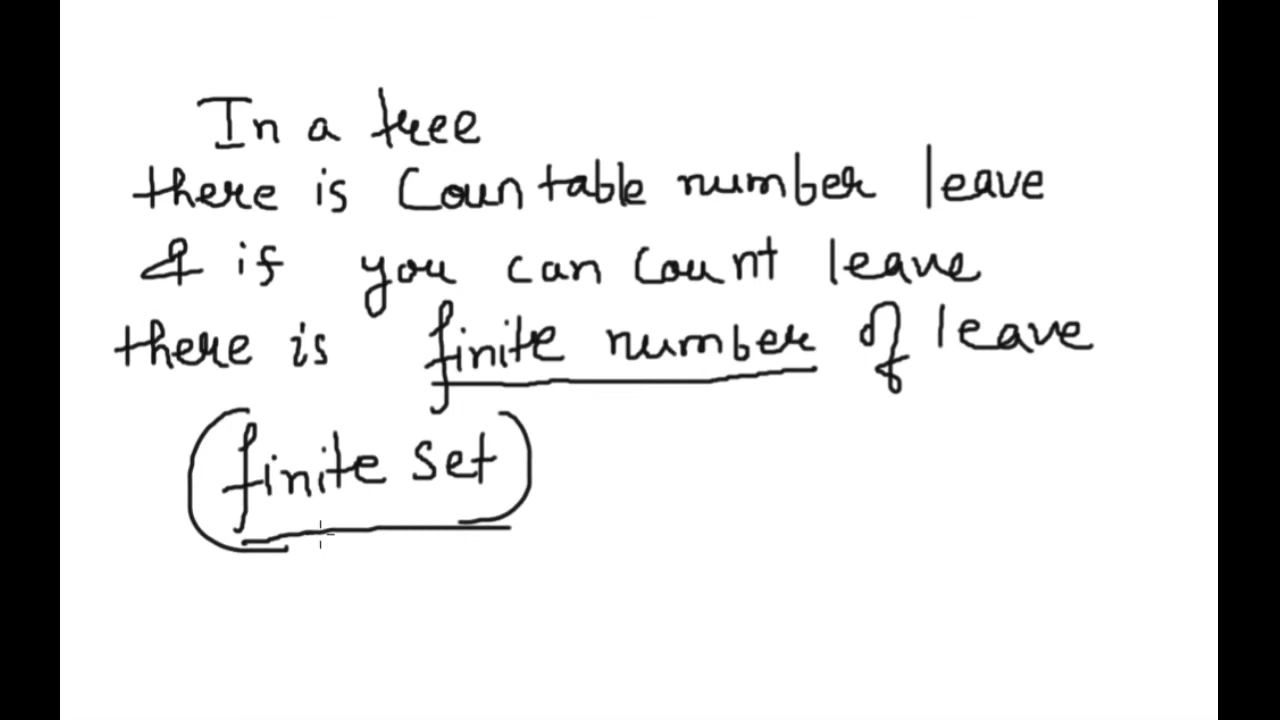 In a tree
there is Countable number leave
& if you can count leave
there is finite number of leave
(finite set)